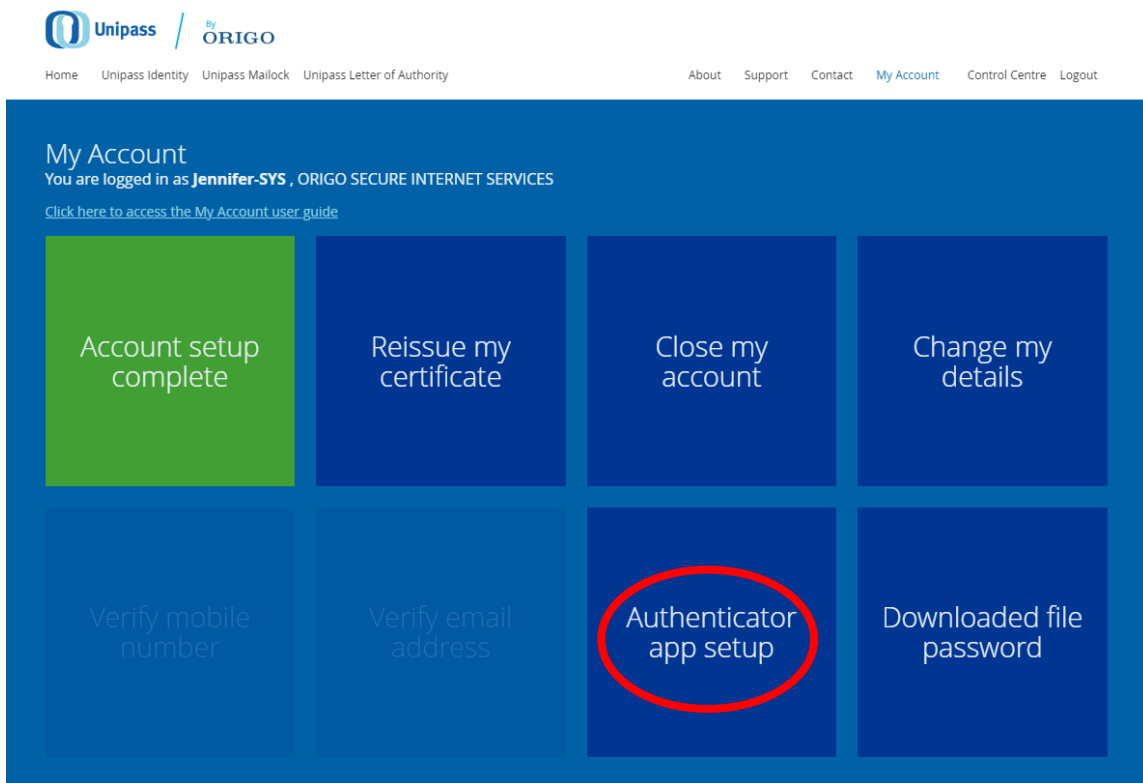 Unipass / By ORIGO
Home Unipass Identity Unipass Mailock Unipass Letter of Authority About Support Contact My Account Control Centre Logout
My Account
You are logged in as Jennifer-SYS , ORIGO SECURE INTERNET SERVICES
Click here to access the My Account user guide
Account setup
complete
Reissue my
certificate
Close my
account
Change my
details
Verify mobile
number
Verify email
address
Authenticator
app setup
Downloaded file
password